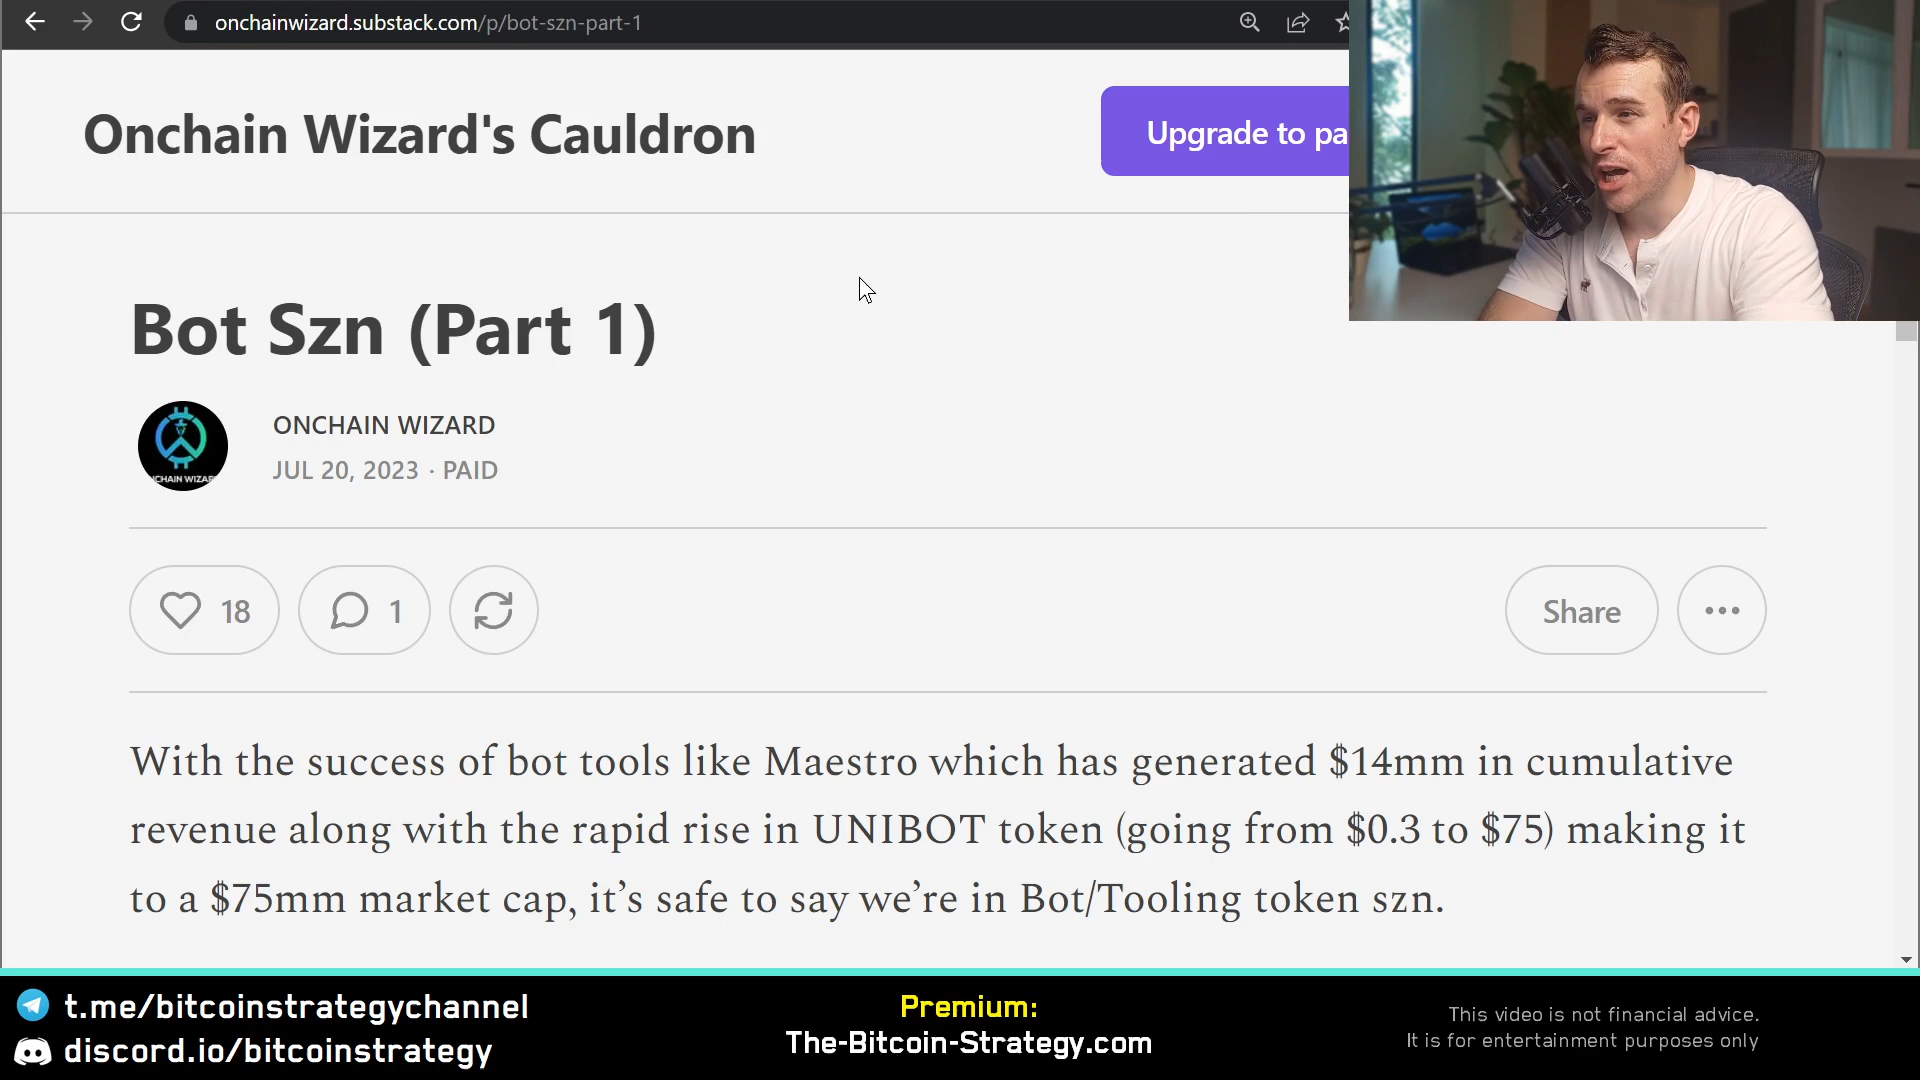 onchainwizard.substack.com/p/bot-szn-part-1
Onchain Wizard's Cauldron
Upgrade to pa
Bot Szn (Part 1)
CHAIN WIZAR
ONCHAIN WIZARD
JUL 20, 2023 · PAID
18
1
Share
With the success of bot tools like Maestro which has generated $14mm in cumulative
revenue along with the rapid rise in UNIBOT token (going from $0.3 to $75) making it
to a $75mm market cap, it’s safe to say we’re in Bot/Tooling token szn.
t.me/bitcoinstrategychannel
discord.io/bitcoinstrategy
Premium:
The-Bitcoin-Strategy.com
This video is not financial advice.
It is for entertainment purposes only